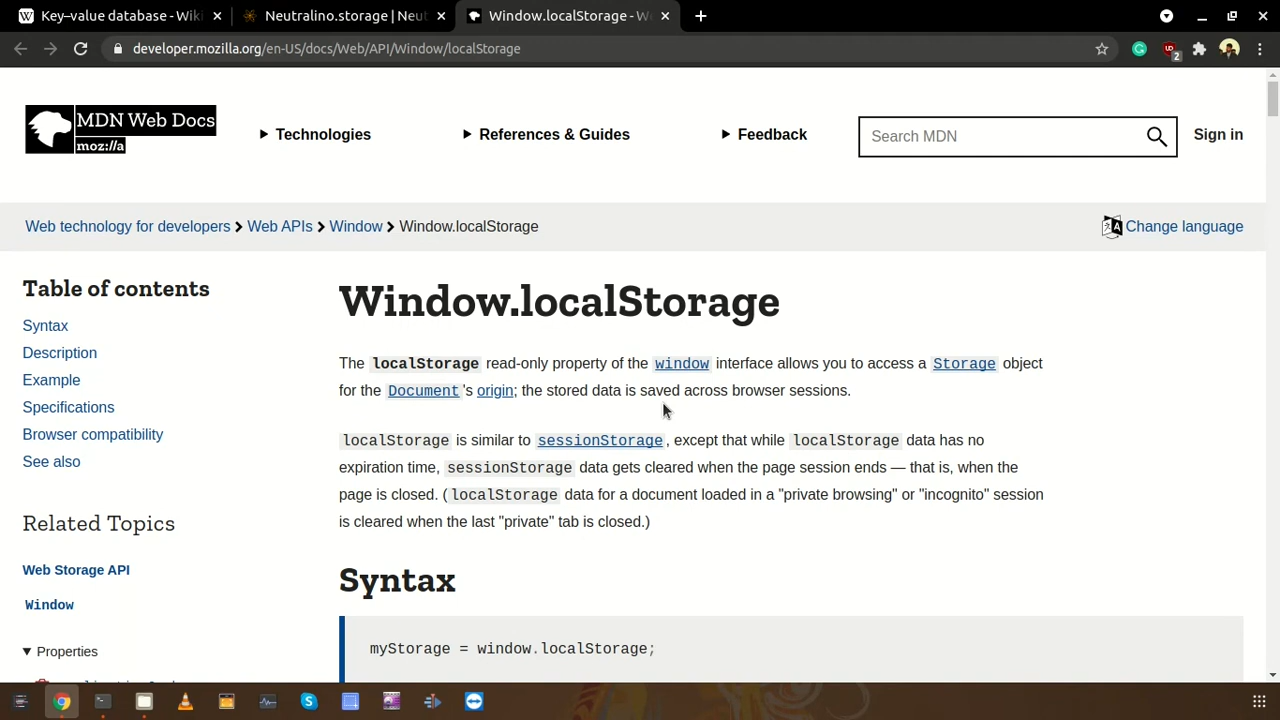 Key–value database - Wiki
Neutralino.storage | Neut
Window.localStorage - We
developer.mozilla.org/en-US/docs/Web/API/Window/localStorage
2
MDN Web Docs
moz://a
Technologies
References & Guides
Feedback
Search MDN
Sign in
Web technology for developers
Web APIs
Window
Window.localStorage
Change language
Table of contents
Syntax
Description
Example
Specifications
Browser compatibility
See also
Related Topics
Web Storage API
Window
Properties
Window.localStorage
The localStorage read-only property of the window interface allows you to access a Storage object
for the Document's origin; the stored data is saved across browser sessions.
localStorage is similar to sessionStorage, except that while localStorage data has no
expiration time, sessionStorage data gets cleared when the page session ends — that is, when the
page is closed. (localStorage data for a document loaded in a "private browsing" or "incognito" session
is cleared when the last "private" tab is closed.)
Syntax
myStorage = window.localStorage;